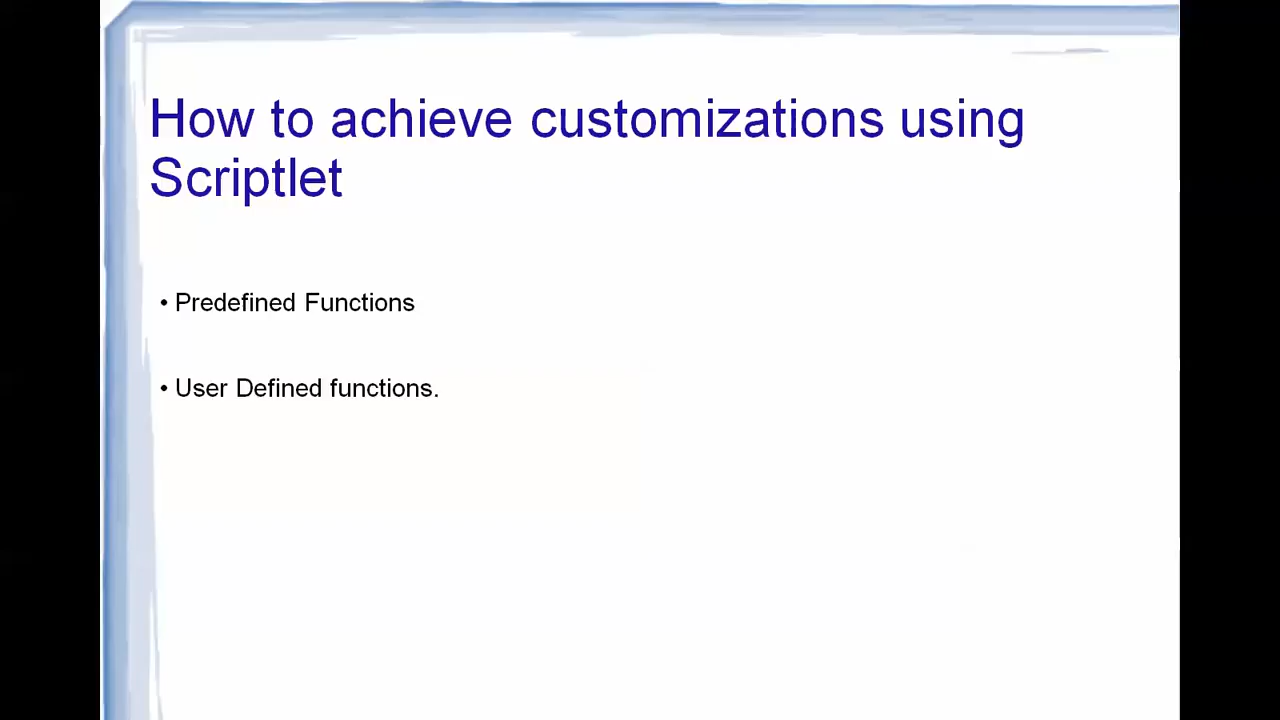 How to achieve customizations using
Scriptlet
• Predefined Functions
• User Defined functions.